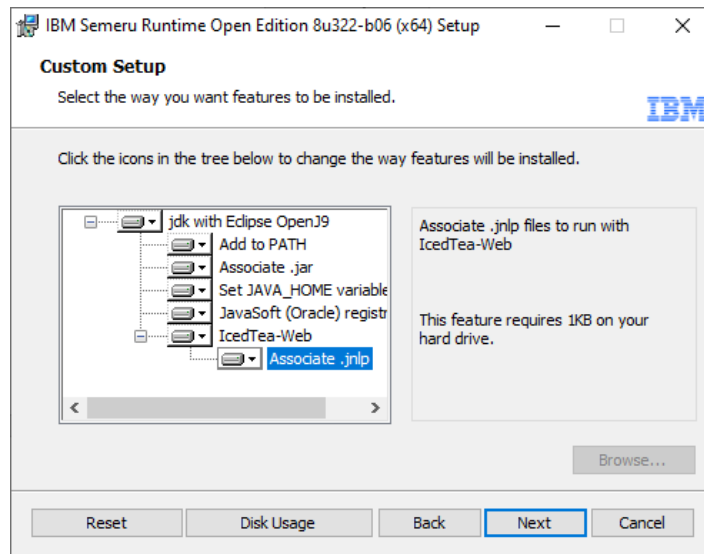 IBM Semeru Runtime Open Edition 8u322-b06 (x64) Setup
Custom Setup
Select the way you want features to be installed.
IBM
Click the icons in the tree below to change the way features will be installed.
jdk with Eclipse OpenJ9
Add to PATH
Associate .jar
Set JAVA_HOME variable
JavaSoft (Oracle) registr
IcedTea-Web
Associate .jnlp
Associate .jnlp files to run with
IcedTea-Web
This feature requires 1KB on your
hard drive.
Browse...
Reset
Disk Usage
Back
Next
Cancel